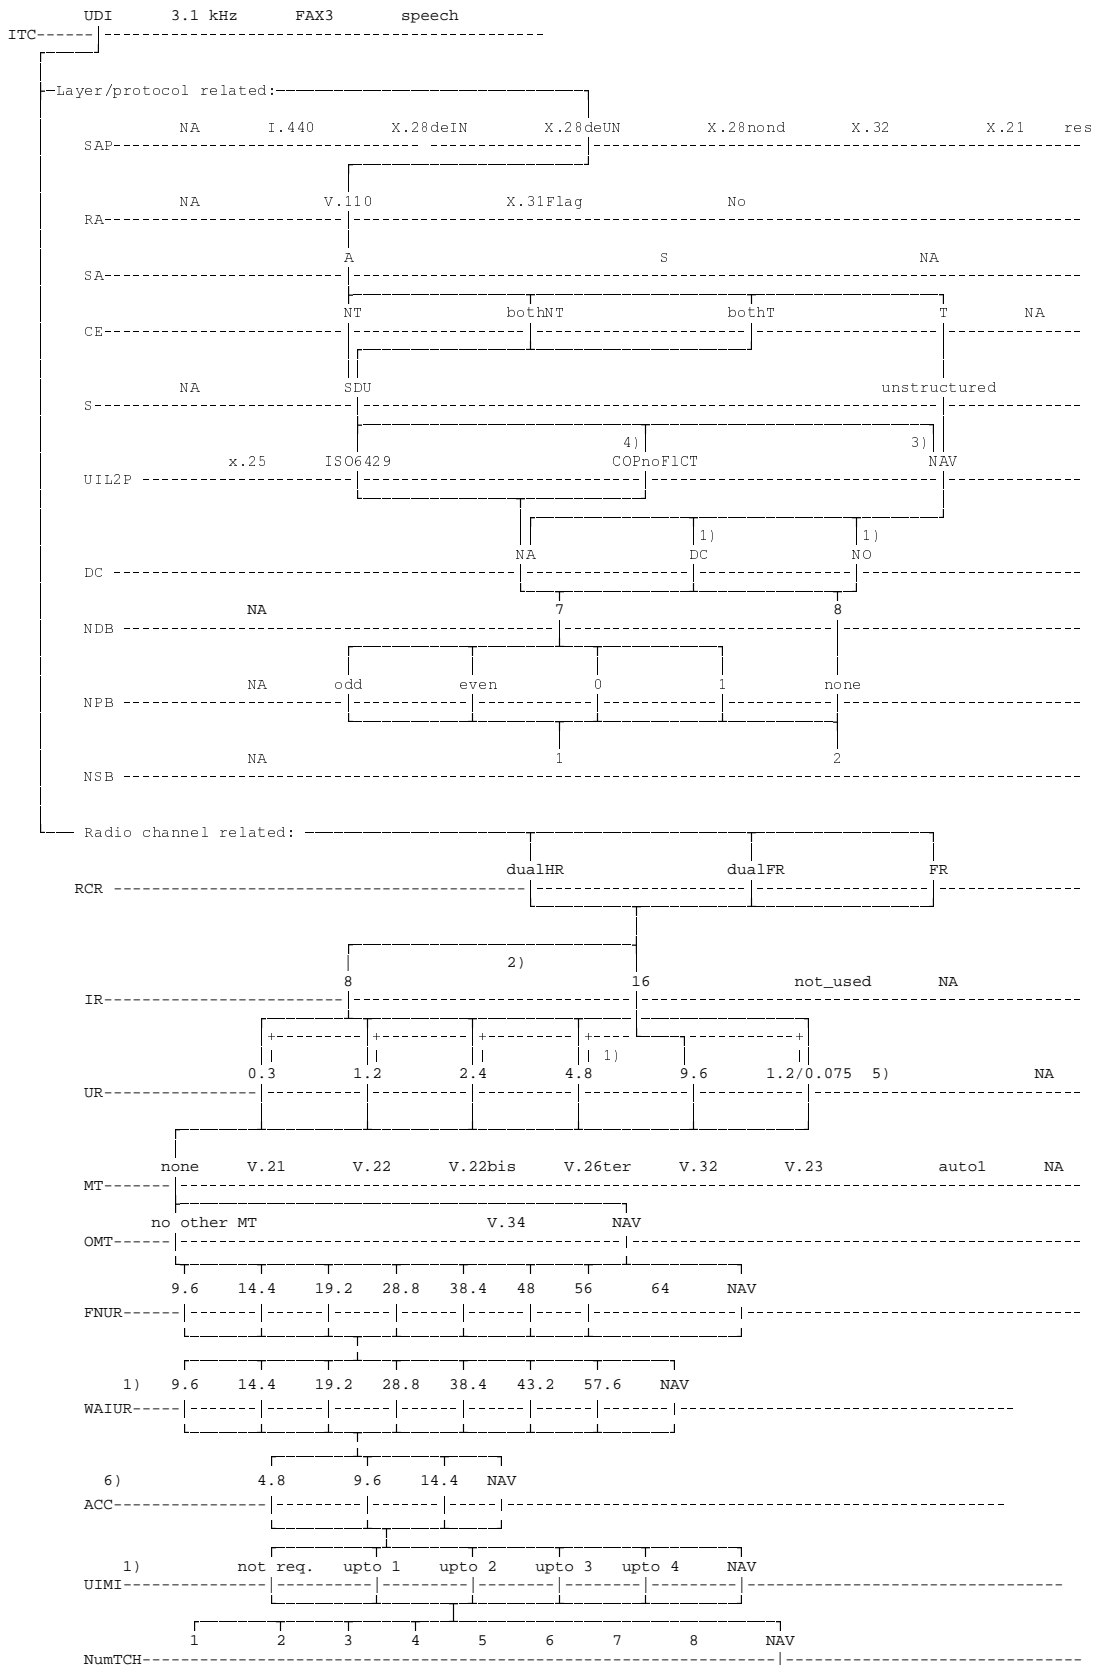 UDI 3.1 kHz FAX3 speech
ITC
Layer/protocol related:
NA I.440 X.28deIN X.28deUN X.28nond X.32 X.21 res
SAP
NA V.110 X.31Flag No
RA
A S NA
SA
NT bothNT bothT T NA
CE
NA SDU unstructured
S
4) 3)
x.25 ISO6429 COPnoFlCT NAV
UIL2P
1) 1)
NA DC NO
DC
NA 7 8
NDB
NA odd even 0 1 none
NPB
NA 1 2
NSB
Radio channel related:
dualHR dualFR FR
RCR
2)
8 16 not_used NA
IR
1)
0.3 1.2 2.4 4.8 9.6 1.2/0.075 5) NA
UR
none V.21 V.22 V.22bis V.26ter V.32 V.23 auto1 NA
MT
no other MT V.34 NAV
OMT
9.6 14.4 19.2 28.8 38.4 48 56 64 NAV
FNUR
1) 9.6 14.4 19.2 28.8 38.4 43.2 57.6 NAV
WAIUR
6) 4.8 9.6 14.4 NAV
ACC
1) not req. upto 1 upto 2 upto 3 upto 4 NAV
UIMI
1 2 3 4 5 6 7 8 NAV
NumTCH